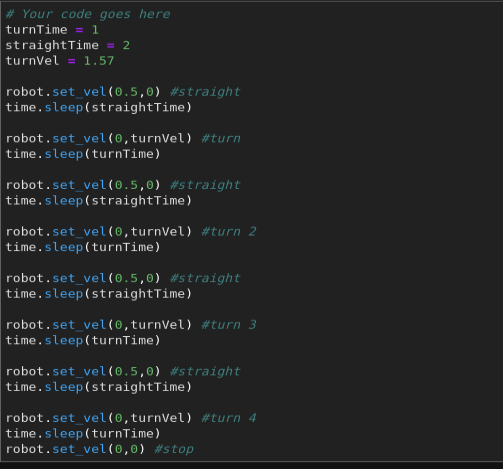 # Your code goes here
turnTime = 1
straightTime = 2
turnVel = 1.57
robot.set_vel(0.5,0) #straight
time.sleep(straightTime)
robot.set_vel(0,turnVel) #turn
time.sleep(turnTime)
robot.set_vel(0.5,0) #straight
time.sleep(straightTime)
robot.set_vel(0,turnVel) #turn 2
time.sleep(turnTime)
robot.set_vel(0.5,0) #straight
time.sleep(straightTime)
robot.set_vel(0,turnVel) #turn 3
time.sleep(turnTime)
robot.set_vel(0.5,0) #straight
time.sleep(straightTime)
robot.set_vel(0,turnVel) #turn 4
time.sleep(turnTime)
robot.set_vel(0,0) #stop